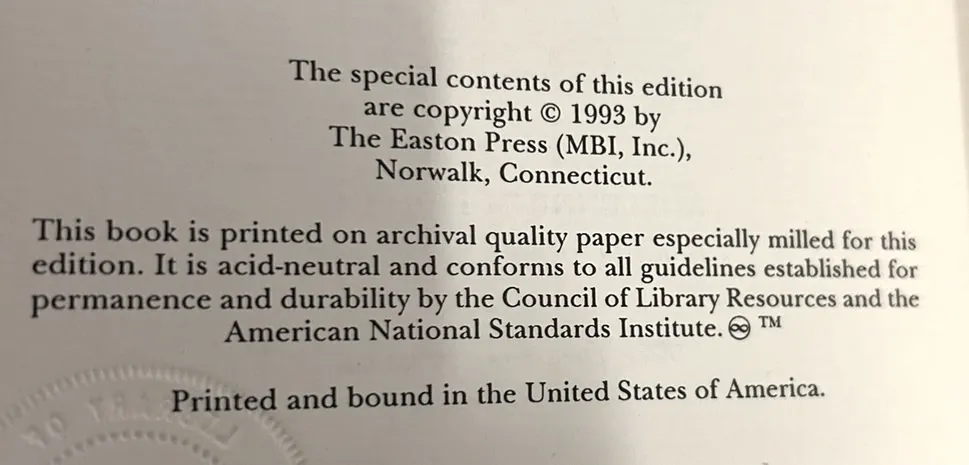 The special contents of this edition
are copyright © 1993 by
The Easton Press (MBI, Inc.),
Norwalk, Connecticut.
This book is printed on archival quality paper especially milled for this
edition. It is acid-neutral and conforms to all guidelines established for
permanence and durability by the Council of Library Resources and the
American National Standards Institute. ♾ ™
Printed and bound in the United States of America.
LIBRARY OF